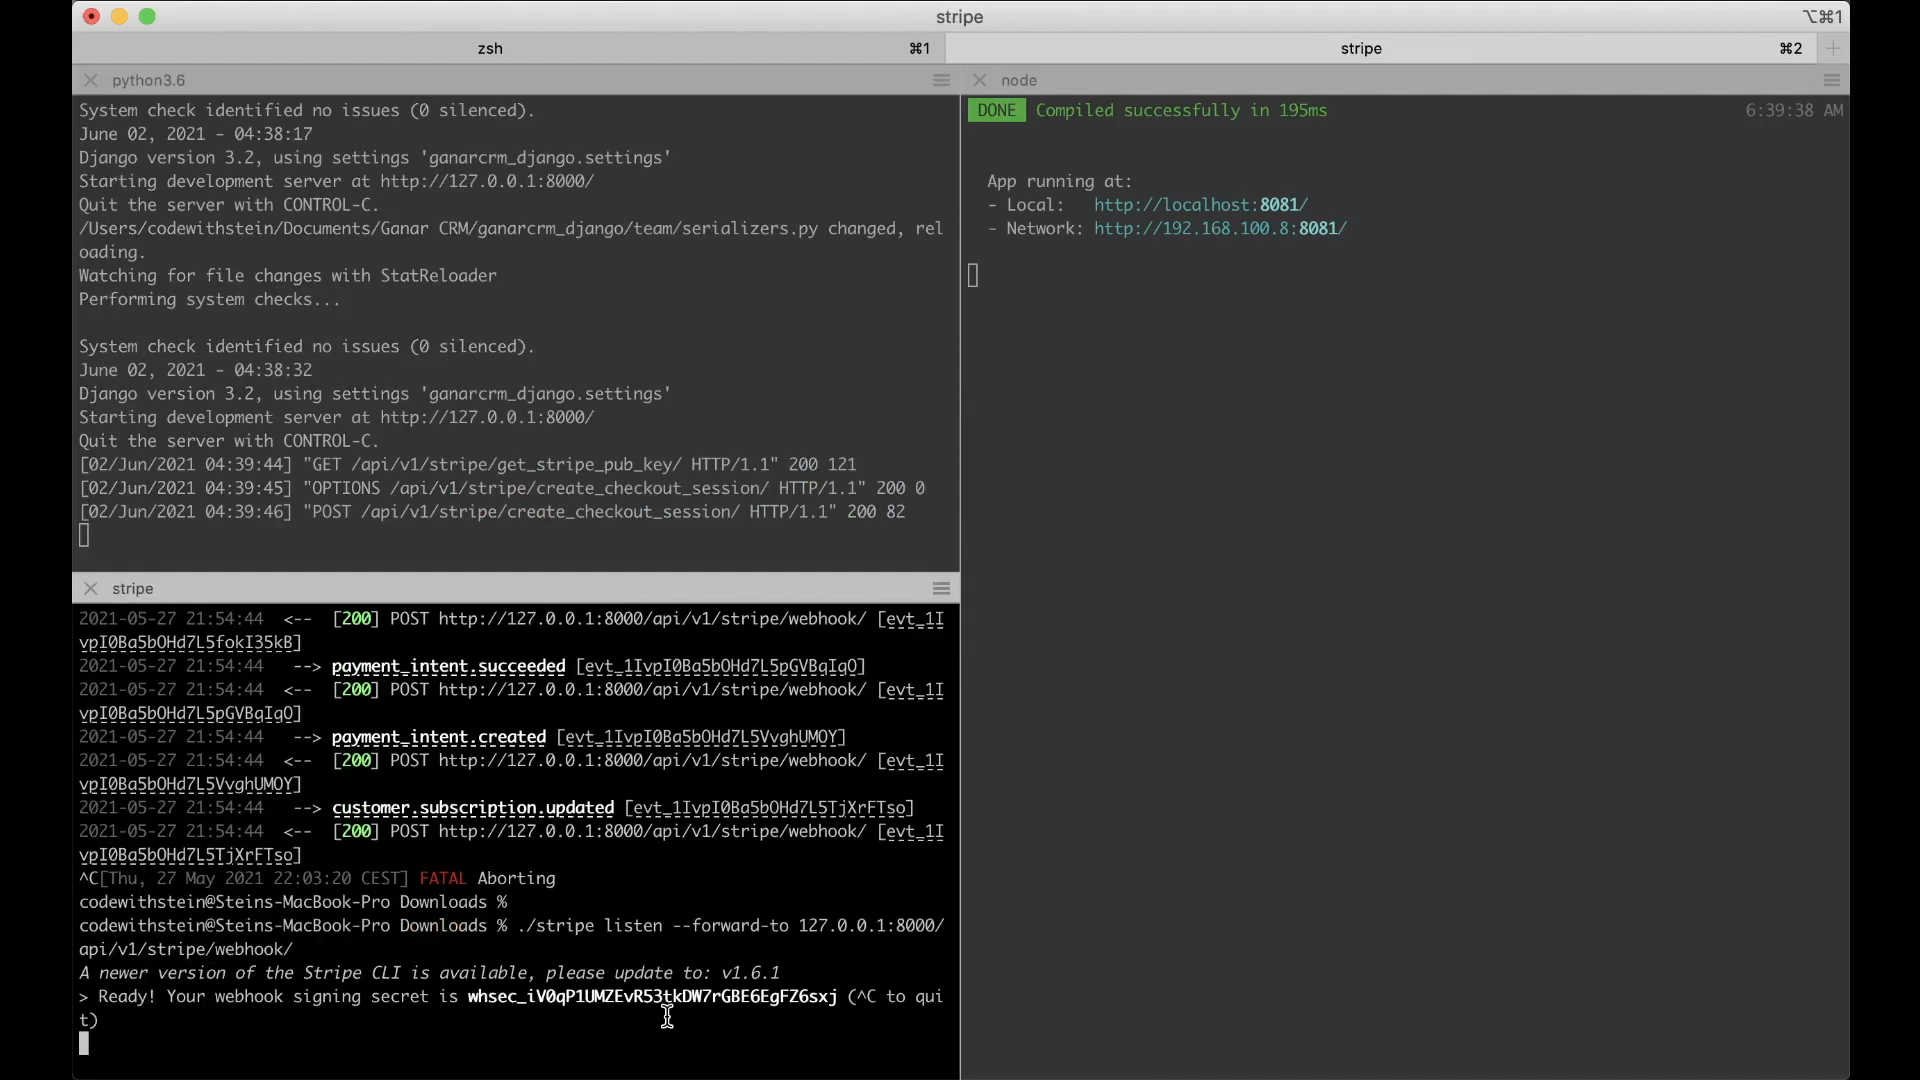 stripe
⌥⌘1
zsh ⌘1
stripe ⌘2
python3.6
System check identified no issues (0 silenced).
June 02, 2021 - 04:38:17
Django version 3.2, using settings 'ganarcrm_django.settings'
Starting development server at http://127.0.0.1:8000/
Quit the server with CONTROL-C.
/Users/codewithstein/Documents/Ganar CRM/ganarcrm_django/team/serializers.py changed, rel
oading.
Watching for file changes with StatReloader
Performing system checks...
System check identified no issues (0 silenced).
June 02, 2021 - 04:38:32
Django version 3.2, using settings 'ganarcrm_django.settings'
Starting development server at http://127.0.0.1:8000/
Quit the server with CONTROL-C.
[02/Jun/2021 04:39:44] "GET /api/v1/stripe/get_stripe_pub_key/ HTTP/1.1" 200 121
[02/Jun/2021 04:39:45] "OPTIONS /api/v1/stripe/create_checkout_session/ HTTP/1.1" 200 0
[02/Jun/2021 04:39:46] "POST /api/v1/stripe/create_checkout_session/ HTTP/1.1" 200 82
stripe
2021-05-27 21:54:44 <-- [200] POST http://127.0.0.1:8000/api/v1/stripe/webhook/ [evt_1I
vpI0Ba5bOHd7L5fokI35kB]
2021-05-27 21:54:44 --> payment_intent.succeeded [evt_1IvpI0Ba5bOHd7L5pGVBqIqO]
2021-05-27 21:54:44 <-- [200] POST http://127.0.0.1:8000/api/v1/stripe/webhook/ [evt_1I
vpI0Ba5bOHd7L5pGVBqIqO]
2021-05-27 21:54:44 --> payment_intent.created [evt_1IvpI0Ba5bOHd7L5VvghUMOY]
2021-05-27 21:54:44 <-- [200] POST http://127.0.0.1:8000/api/v1/stripe/webhook/ [evt_1I
vpI0Ba5bOHd7L5VvghUMOY]
2021-05-27 21:54:44 --> customer.subscription.updated [evt_1IvpI0Ba5bOHd7L5TjXrFTso]
2021-05-27 21:54:44 <-- [200] POST http://127.0.0.1:8000/api/v1/stripe/webhook/ [evt_1I
vpI0Ba5bOHd7L5TjXrFTso]
^C[Thu, 27 May 2021 22:03:20 CEST] FATAL Aborting
codewithstein@Steins-MacBook-Pro Downloads %
codewithstein@Steins-MacBook-Pro Downloads % ./stripe listen --forward-to 127.0.0.1:8000/
api/v1/stripe/webhook/
A newer version of the Stripe CLI is available, please update to: v1.6.1
> Ready! Your webhook signing secret is whsec_iV0qP1UMZEvR53tkDW7rGBE6EgFZ6sxj (^C to qui
t)
node
DONE Compiled successfully in 195ms 6:39:38 AM
App running at:
- Local: http://localhost:8081/
- Network: http://192.168.100.8:8081/